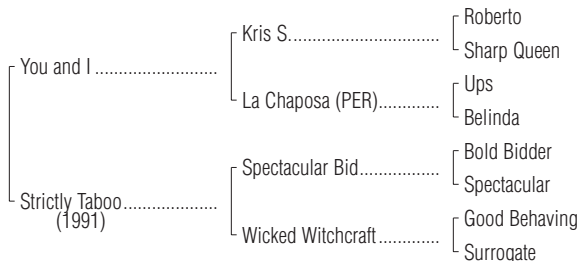 Roberto
Kris S.
Sharp Queen
You and I
Ups
La Chaposa (PER)
Belinda
Bold Bidder
Spectacular Bid
Spectacular
Strictly Taboo
(1991)
Good Behaving
Wicked Witchcraft
Surrogate